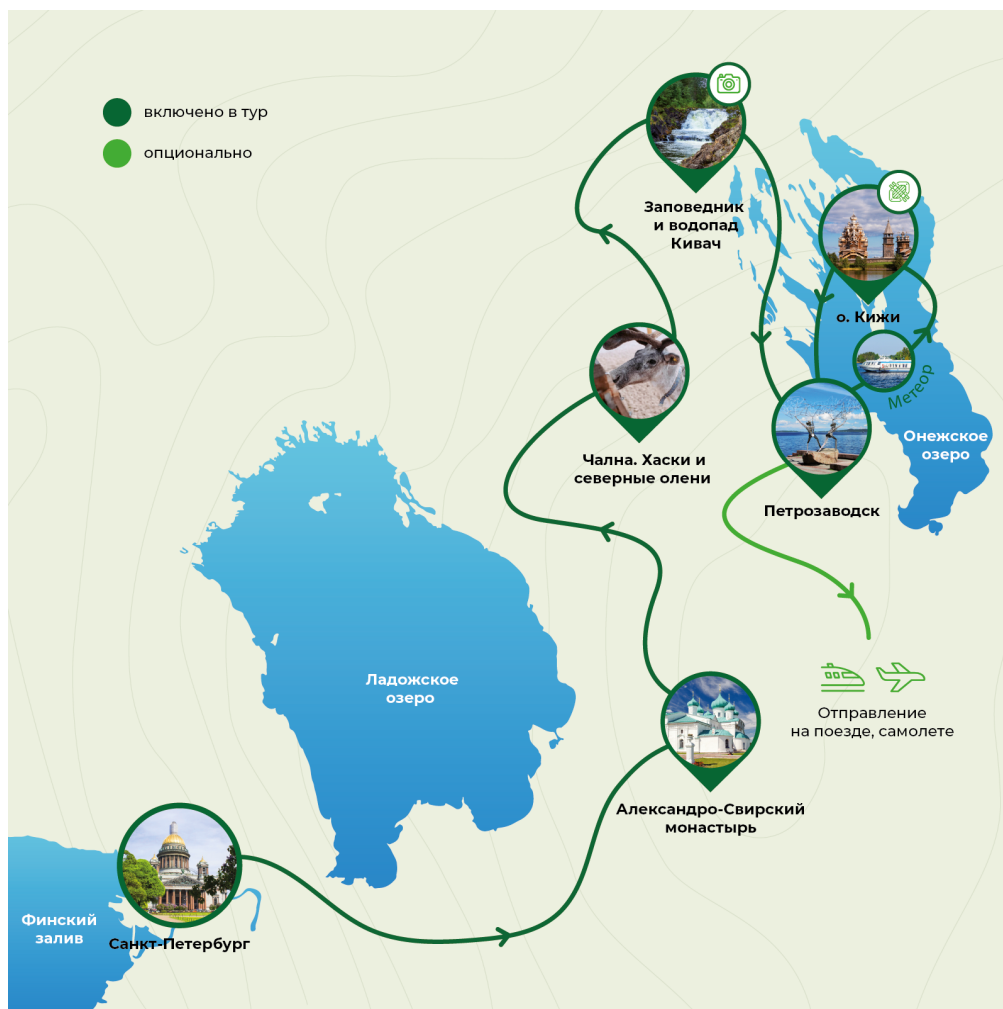 включено в тур
опционально
Заповедник
и водопад
Кивач
о. Кижи
Метеор
Чална. Хаски и
северные олени
Онежское
озеро
Петрозаводск
Ладожское
озеро
Отправление
на поезде, самолете
Александро-Свирский
монастырь
Финский
залив
Санкт-Петербург